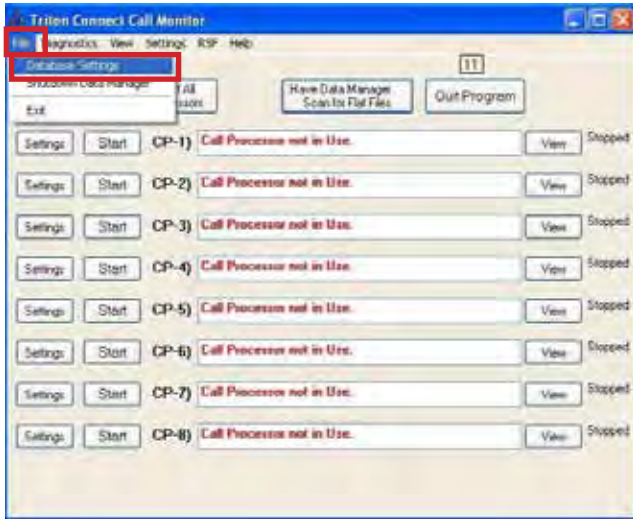 Triton Connect Call Monitor
File Diagnostics View Settings RSF Help
Database Settings
Shutdown Data Manager
Exit
All
Have Data Manager
Scan for Flat Files
11
Quit Program
Settings Start CP-1) Call Processor not in Use. View Stopped
Settings Start CP-2) Call Processor not in Use. View Stopped
Settings Start CP-3) Call Processor not in Use. View Stopped
Settings Start CP-4) Call Processor not in Use. View Stopped
Settings Start CP-5) Call Processor not in Use. View Stopped
Settings Start CP-6) Call Processor not in Use. View Stopped
Settings Start CP-7) Call Processor not in Use. View Stopped
Settings Start CP-8) Call Processor not in Use. View Stopped